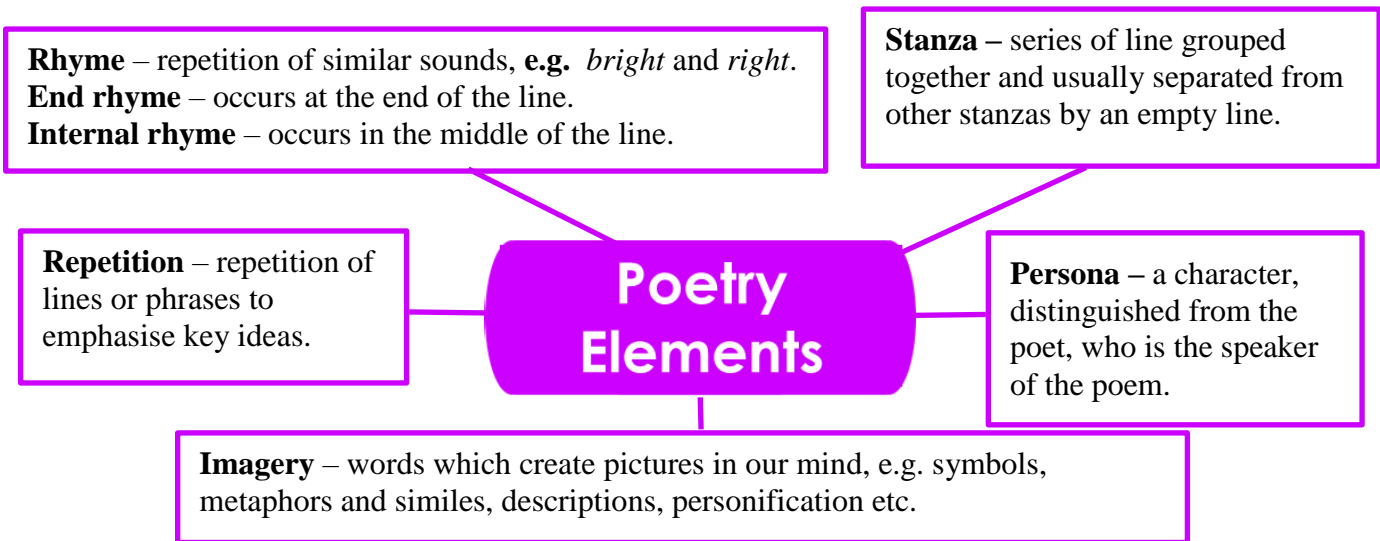 Rhyme – repetition of similar sounds, e.g. bright and right.
End rhyme – occurs at the end of the line.
Internal rhyme – occurs in the middle of the line.
Stanza – series of line grouped
together and usually separated from
other stanzas by an empty line.
Repetition – repetition of
lines or phrases to
emphasise key ideas.
Poetry
Elements
Persona – a character,
distinguished from the
poet, who is the speaker
of the poem.
Imagery – words which create pictures in our mind, e.g. symbols,
metaphors and similes, descriptions, personification etc.